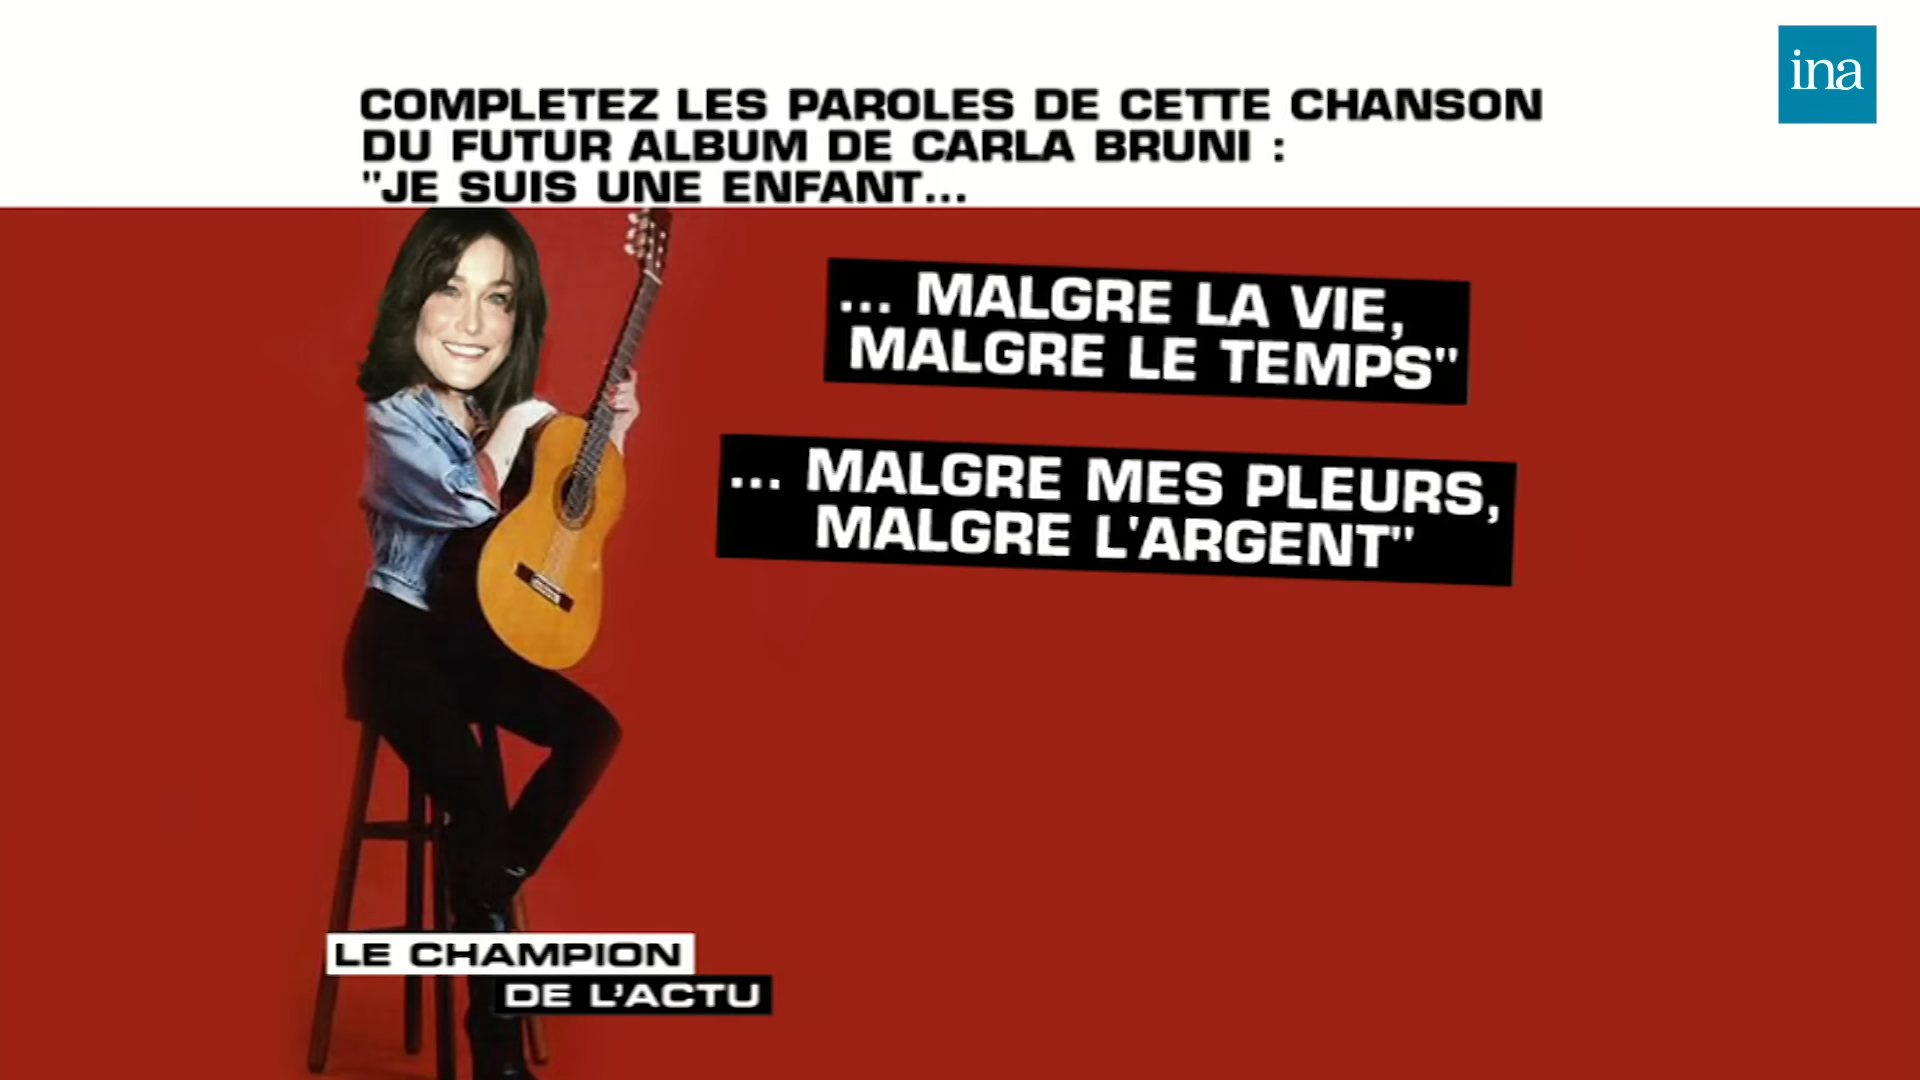 ina
COMPLETEZ LES PAROLES DE CETTE CHANSON
DU FUTUR ALBUM DE CARLA BRUNI :
"JE SUIS UNE ENFANT...
... MALGRE LA VIE,
MALGRE LE TEMPS"
... MALGRE MES PLEURS,
MALGRE L'ARGENT"
LE CHAMPION
DE L'ACTU